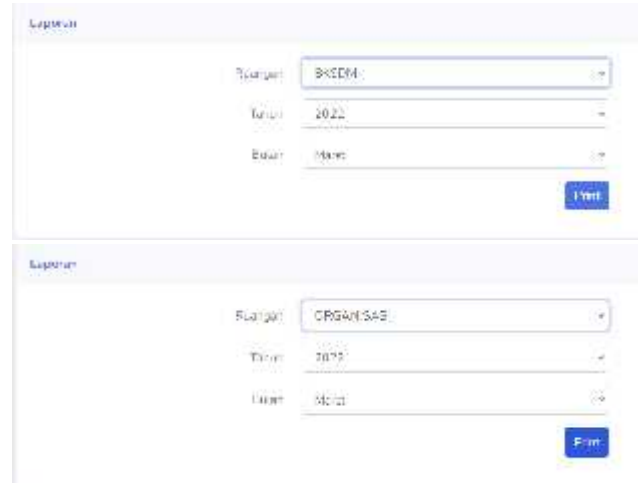 Laporan
Ruangan BKSDM
Tahun 2022
Bulan Maret
Print
Laporan
Ruangan ORGANISASI
Tahun 2022
Bulan Maret
Print